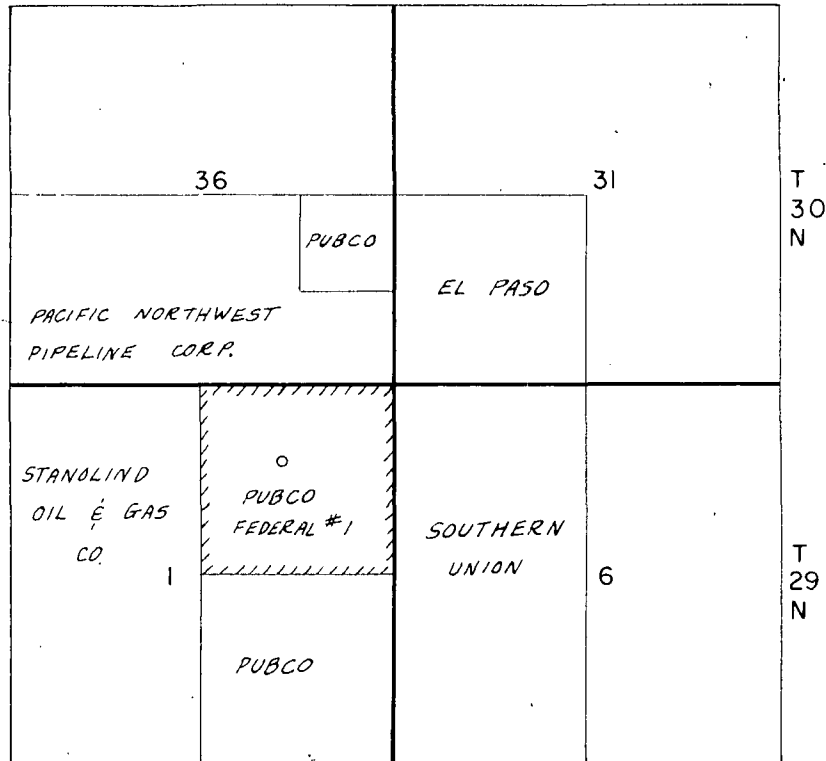 36
31
T
30
N
PUBCO
EL PASO
PACIFIC NORTHWEST
PIPELINE CORP.
STANOLIND
OIL & GAS
CO.
1
PUBCO
FEDERAL #1
SOUTHERN
UNION
6
T
29
N
PUBCO